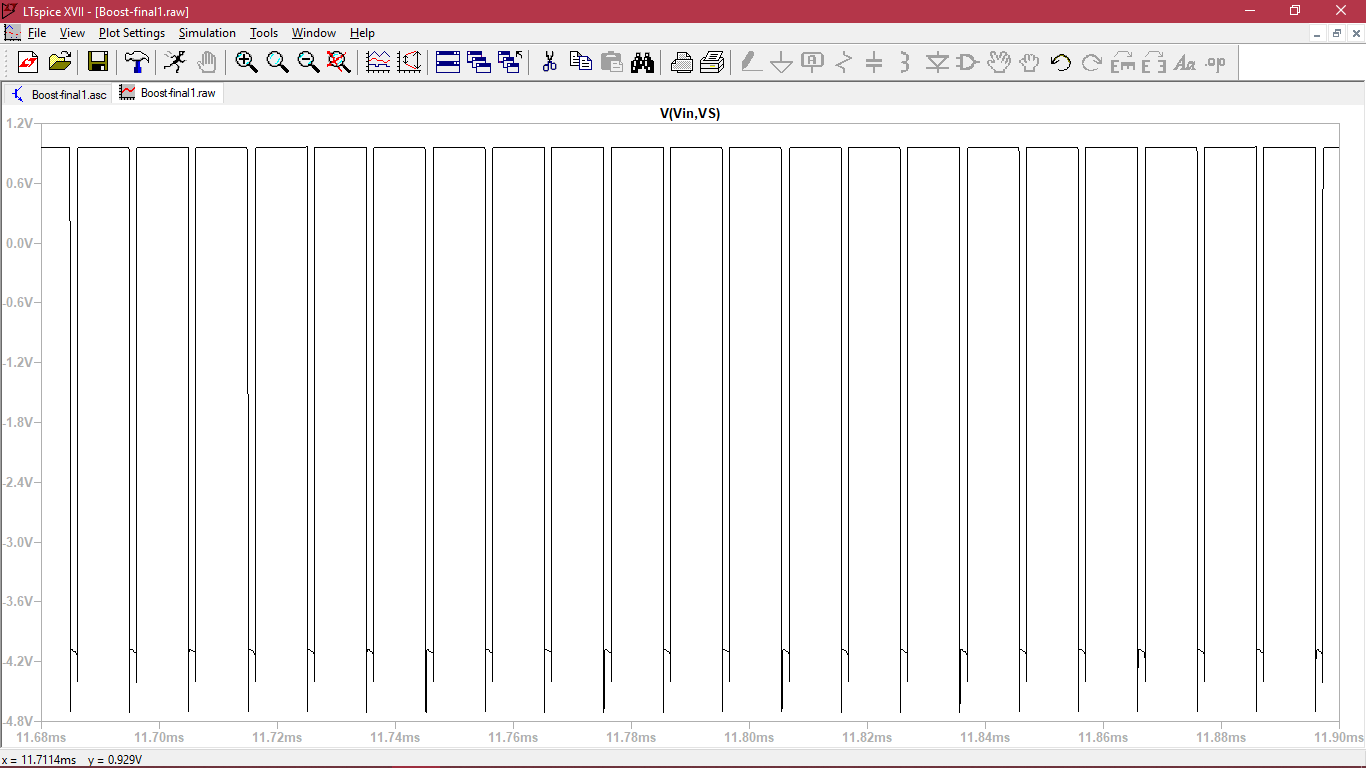 LTspice XVII - [Boost-final1.raw]
File View Plot Settings Simulation Tools Window Help
Aa .op
Boost-final1.asc Boost-final1.raw
V(Vin,VS)
1.2V
0.6V
0.0V
-0.6V
-1.2V
-1.8V
-2.4V
-3.0V
-3.6V
-4.2V
-4.8V
11.68ms 11.70ms 11.72ms 11.74ms 11.76ms 11.78ms 11.80ms 11.82ms 11.84ms 11.86ms 11.88ms 11.90ms
x = 11.7114ms y = 0.929V